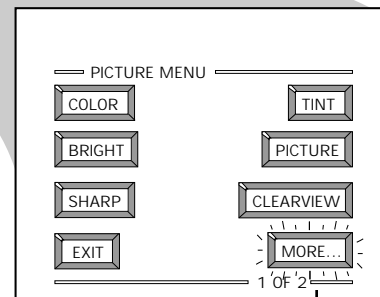 PICTURE MENU
COLOR TINT
BRIGHT PICTURE
SHARP CLEARVIEW
EXIT MORE...
1 OF 2